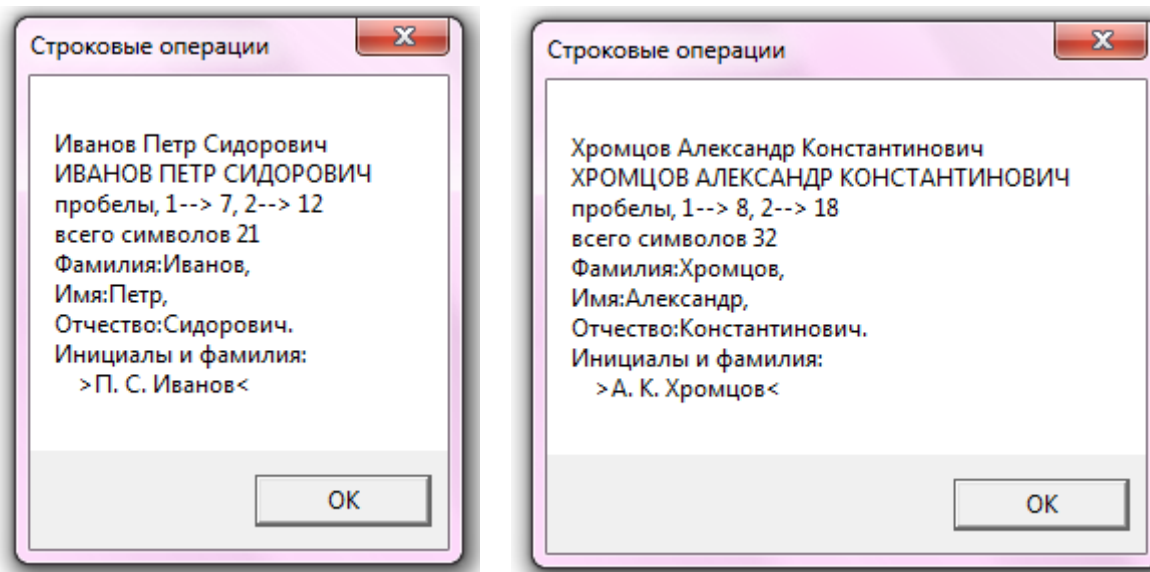 Строковые операции
Иванов Петр Сидорович
ИВАНОВ ПЕТР СИДОРОВИЧ
пробелы, 1--> 7, 2--> 12
всего символов 21
Фамилия:Иванов,
Имя:Петр,
Отчество:Сидорович.
Инициалы и фамилия:
>П. С. Иванов<
OK
Строковые операции
Хромцов Александр Константинович
ХРОМЦОВ АЛЕКСАНДР КОНСТАНТИНОВИЧ
пробелы, 1--> 8, 2--> 18
всего символов 32
Фамилия:Хромцов,
Имя:Александр,
Отчество:Константинович.
Инициалы и фамилия:
>А. К. Хромцов<
OK